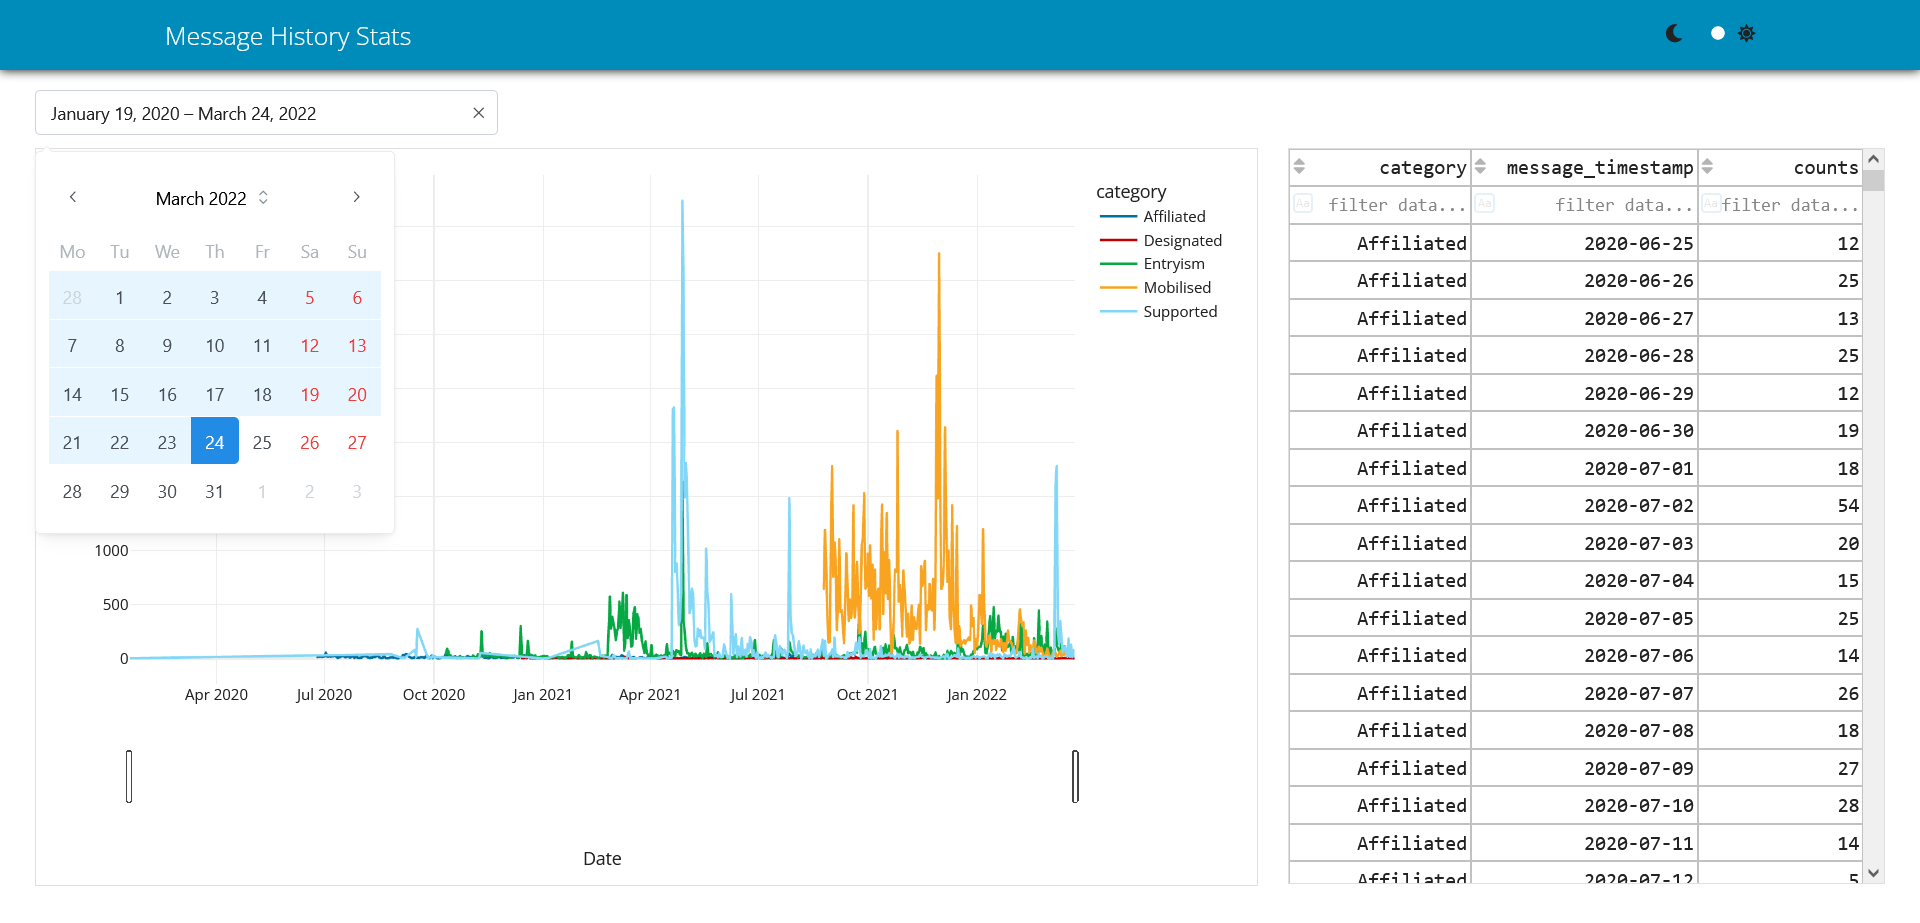 Message History Stats
January 19, 2020 – March 24, 2022
March 2022
Mo Tu We Th Fr Sa Su
28 1 2 3 4 5 6
7 8 9 10 11 12 13
14 15 16 17 18 19 20
21 22 23 24 25 26 27
28 29 30 31 1 2 3
1000
500
0
Apr 2020 Jul 2020 Oct 2020 Jan 2021 Apr 2021 Jul 2021 Oct 2021 Jan 2022
Date
category
Affiliated
Designated
Entryism
Mobilised
Supported
category message_timestamp counts
Aa filter data... Aa filter data... Aa filter data...
Affiliated 2020-06-25 12
Affiliated 2020-06-26 25
Affiliated 2020-06-27 13
Affiliated 2020-06-28 25
Affiliated 2020-06-29 12
Affiliated 2020-06-30 19
Affiliated 2020-07-01 18
Affiliated 2020-07-02 54
Affiliated 2020-07-03 20
Affiliated 2020-07-04 15
Affiliated 2020-07-05 25
Affiliated 2020-07-06 14
Affiliated 2020-07-07 26
Affiliated 2020-07-08 18
Affiliated 2020-07-09 27
Affiliated 2020-07-10 28
Affiliated 2020-07-11 14
Affiliated 2020-07-12 5